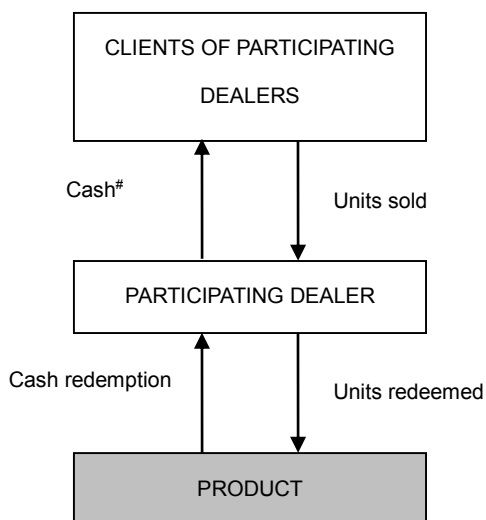 CLIENTS OF PARTICIPATING
DEALERS
Cash#
Units sold
PARTICIPATING DEALER
Cash redemption
Units redeemed
PRODUCT